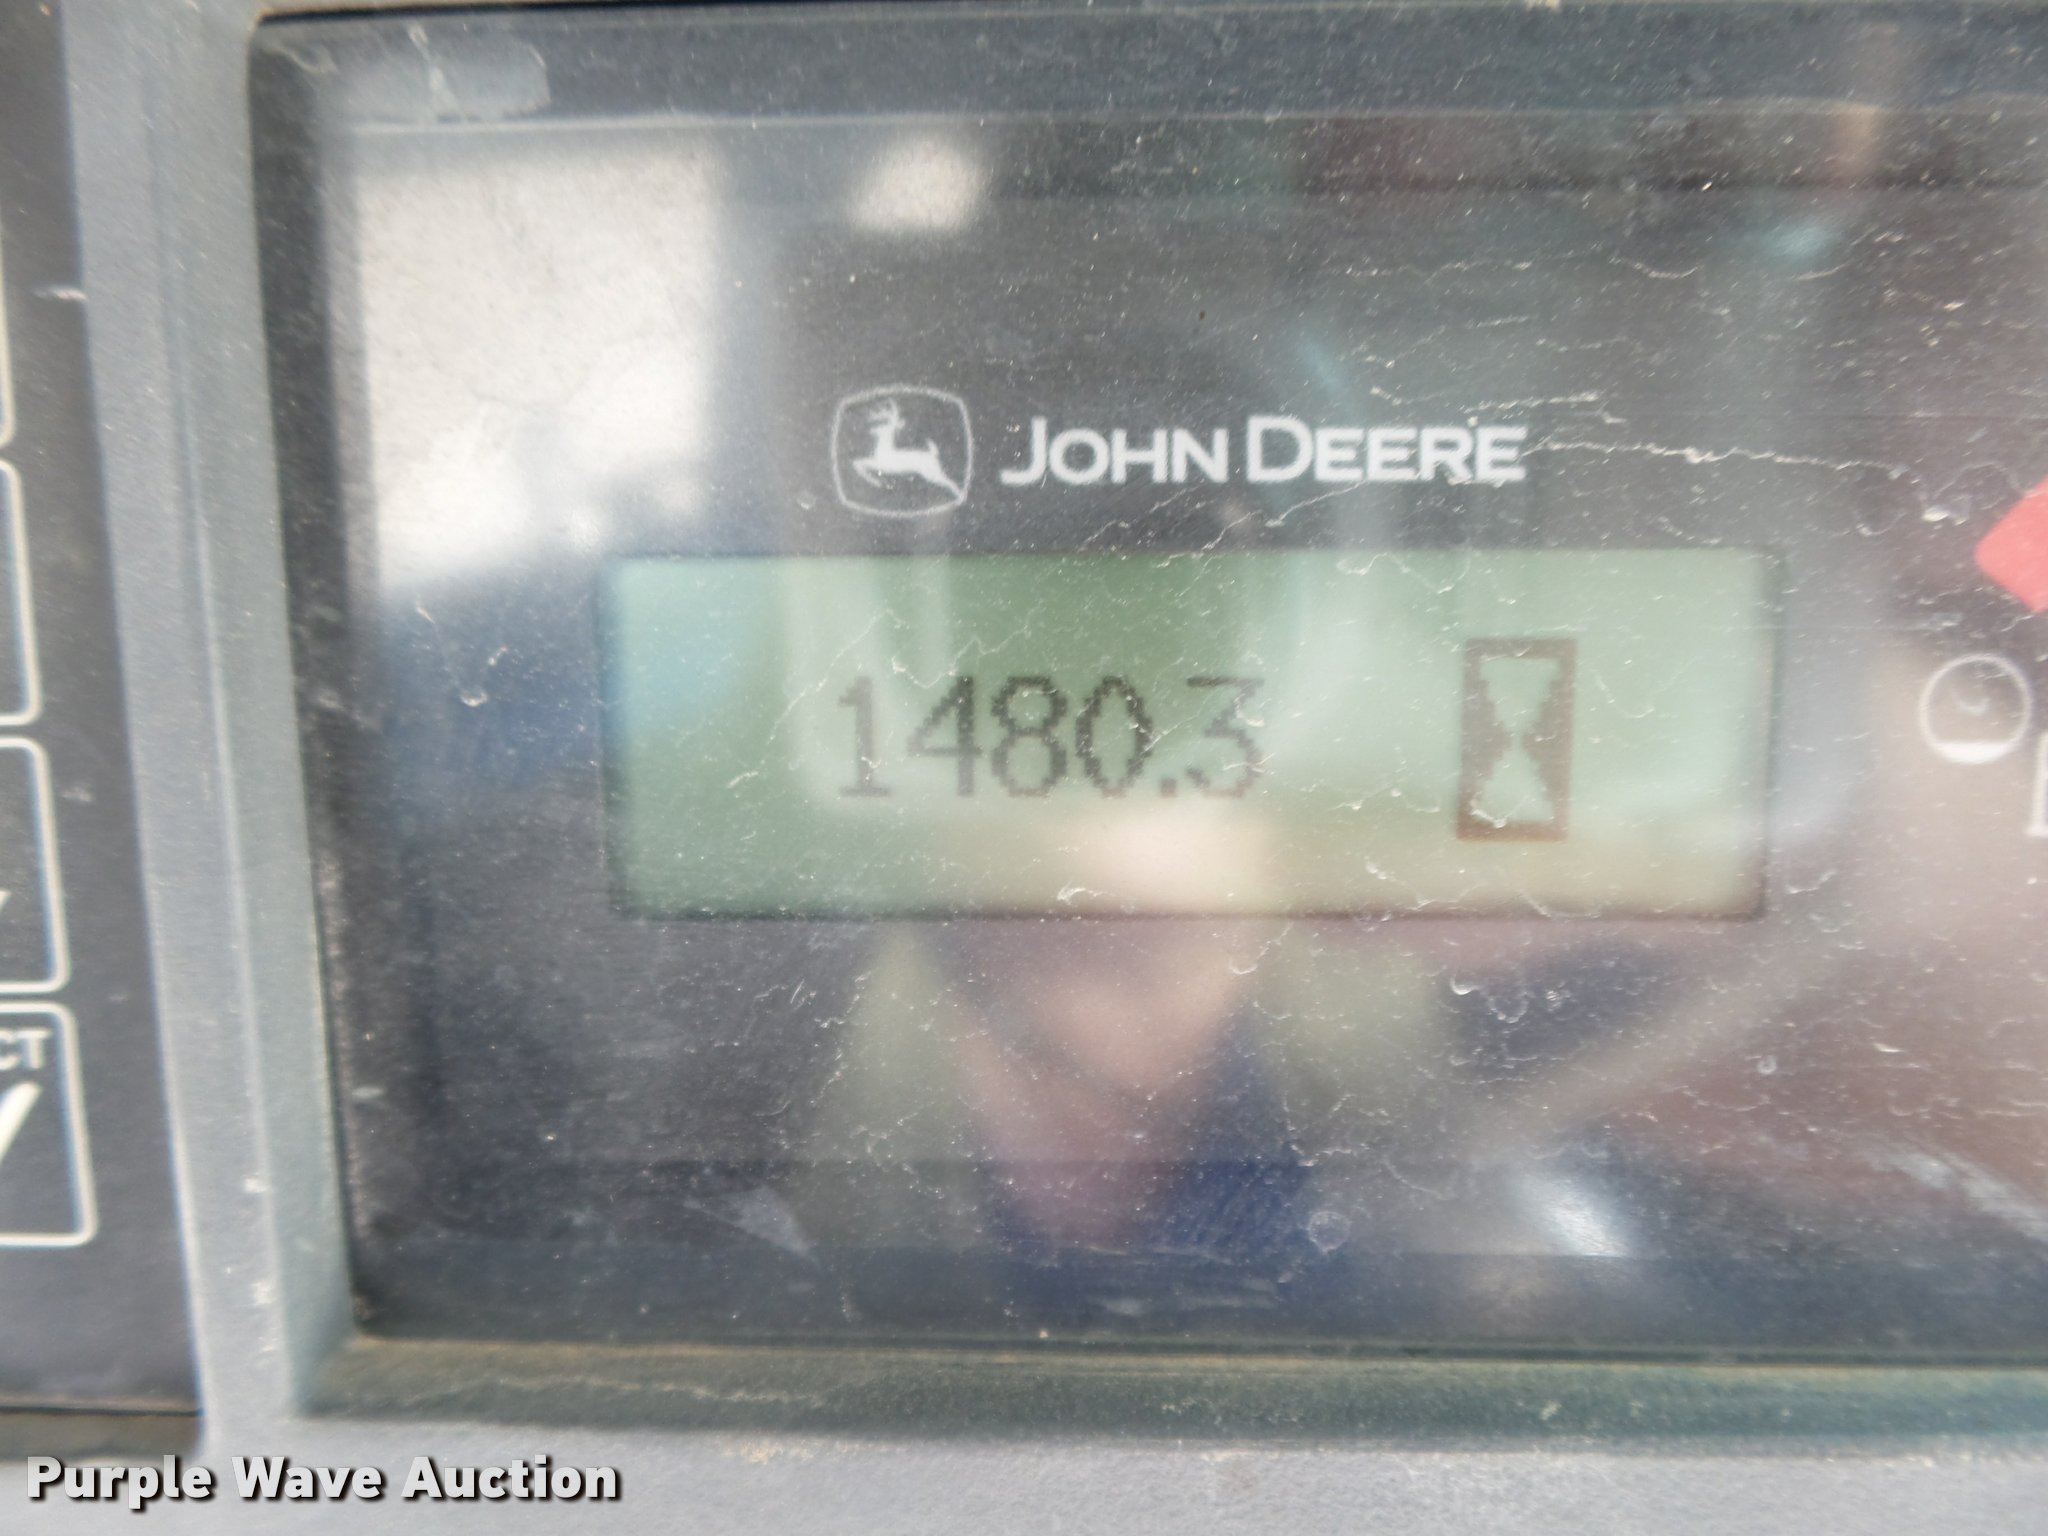 JOHN DEERE
1480.3
Purple Wave Auction